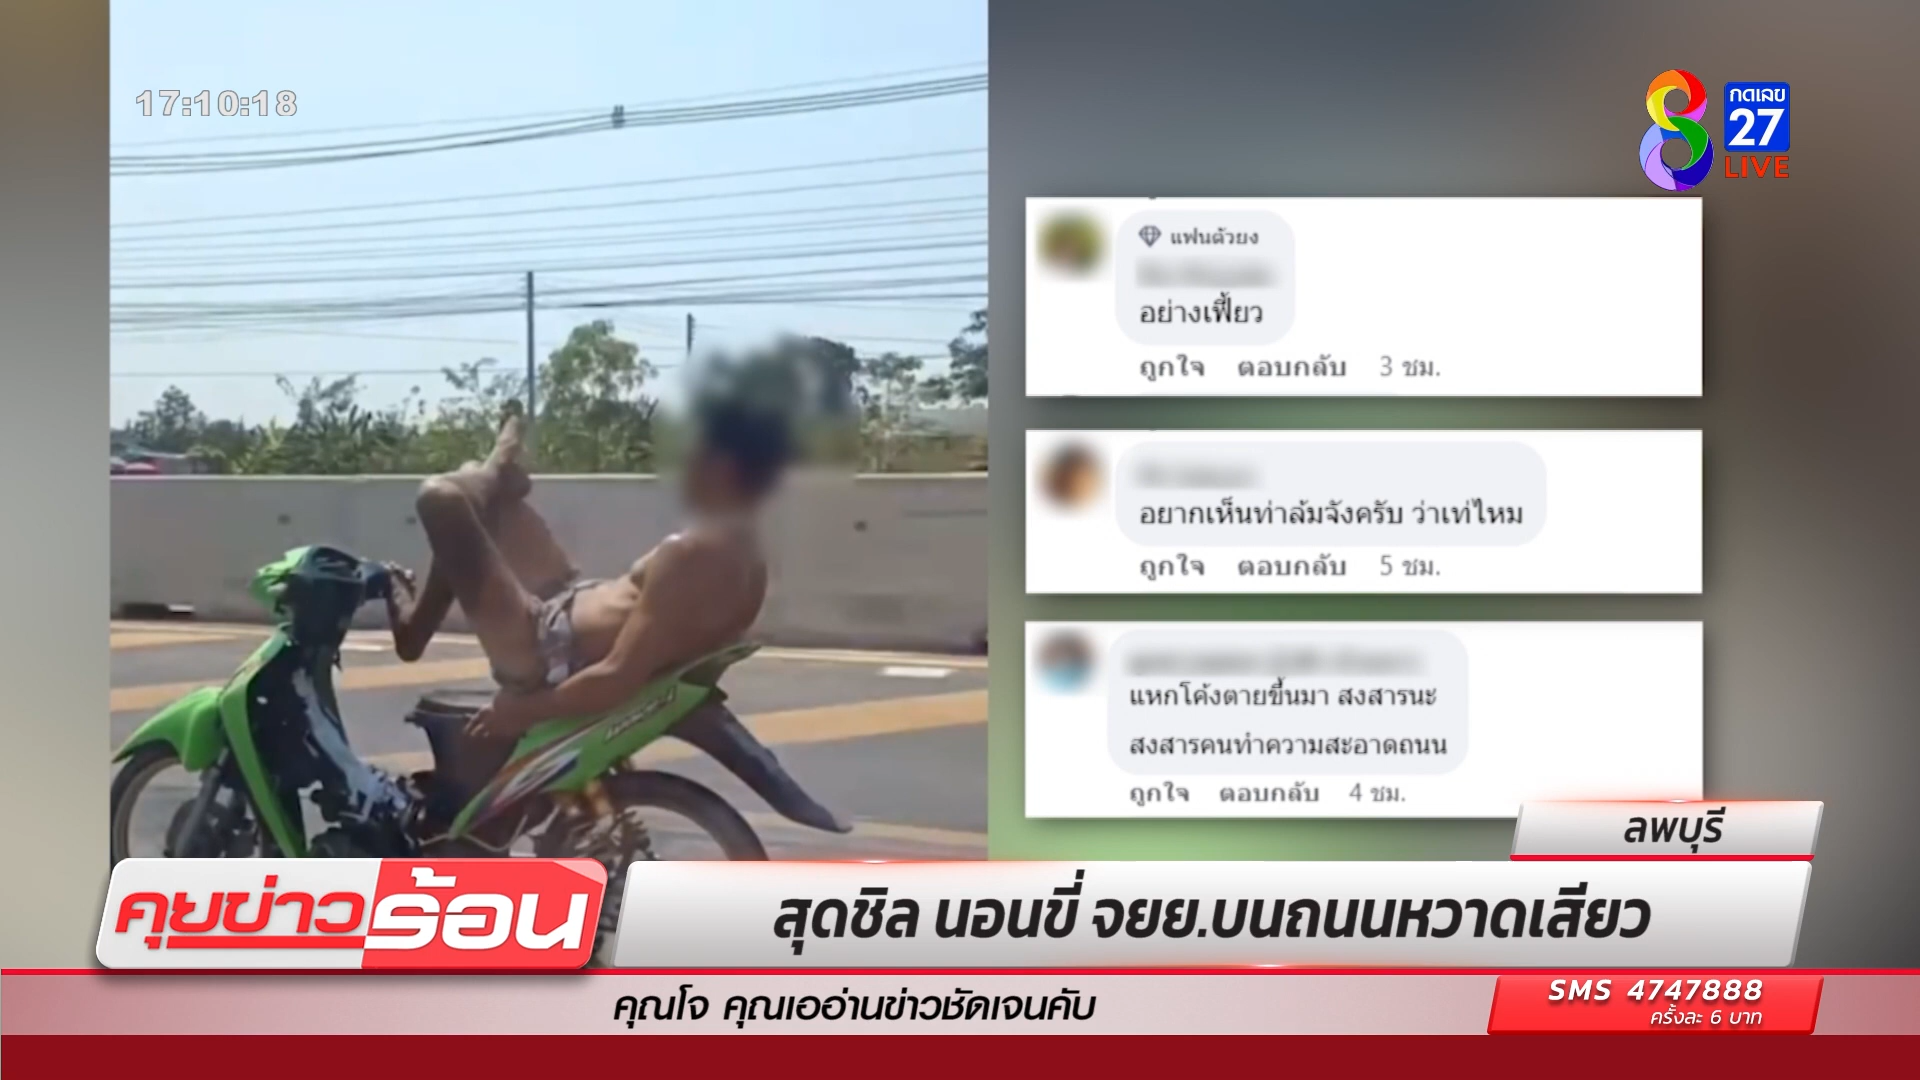 17:10:18
กดเลข
27
LIVE
แฟนตัวยง
อย่างเฟี้ยว
ถูกใจ ตอบกลับ 3 ชม.
อยากเห็นท่าล้มจังครับ ว่าเท่ไหม
ถูกใจ ตอบกลับ 5 ชม.
แหกโค้งตายขึ้นมา สงสารนะ
สงสารคนทำความสะอาดถนน
ถูกใจ ตอบกลับ 4 ชม.
ลพบุรี
คุยข่าวร้อน
สุดชิล นอนขี่ จยย.บนถนนหวาดเสียว
คุณโจ คุณเออ่านข่าวชัดเจนคับ
SMS 4747888
ครั้งละ 6 บาท